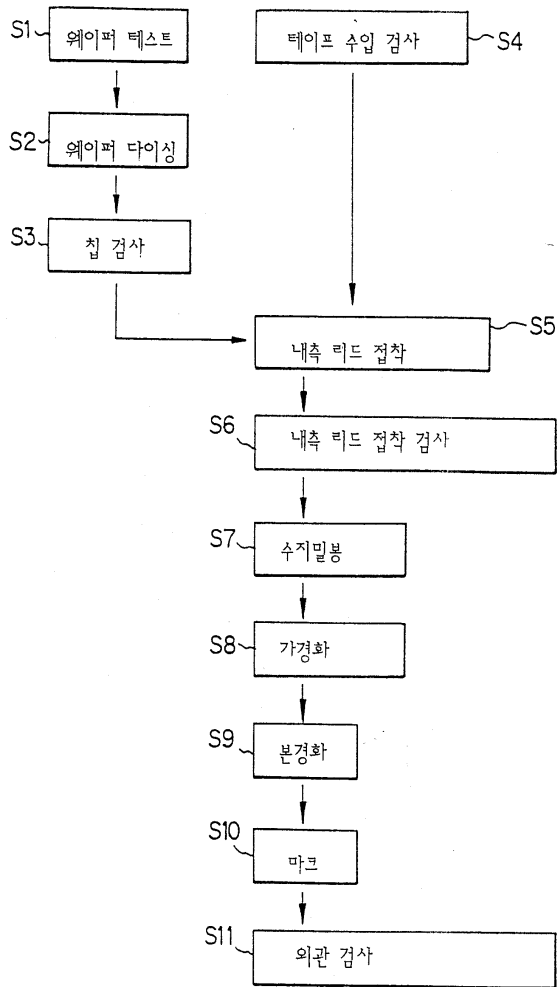 S1
웨이퍼 테스트
테이프 수입 검사
S4
S2
웨이퍼 다이싱
S3
칩 검사
S5
내측 리드 접착
S6
내측 리드 접착 검사
S7
수지밀봉
S8
가경화
S9
본경화
S10
마크
S11
외관 검사